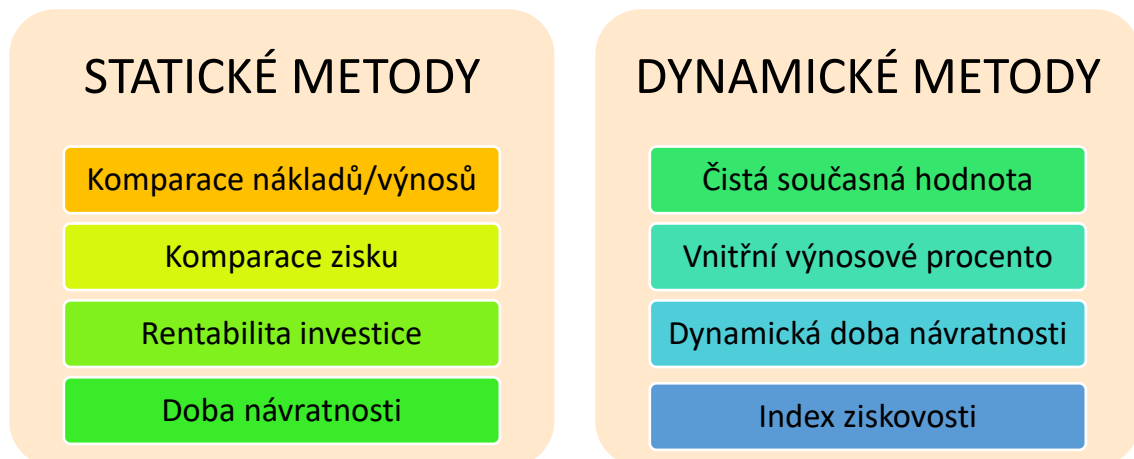 STATICKÉ METODY
Komparace nákladů/výnosů
Komparace zisku
Rentabilita investice
Doba návratnosti
DYNAMICKÉ METODY
Čistá současná hodnota
Vnitřní výnosové procento
Dynamická doba návratnosti
Index ziskovosti